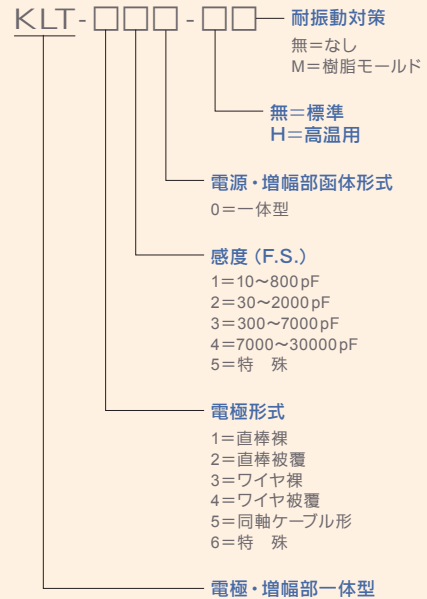 KLT-□□□-□□
耐振動対策
無=なし
M=樹脂モールド
無=標準
H=高温用
電源・増幅部函体形式
0=一体型
感度(F.S.)
1=10〜800pF
2=30〜2000pF
3=300〜7000pF
4=7000〜30000pF
5=特　殊
電極形式
1=直棒裸
2=直棒被覆
3=ワイヤ裸
4=ワイヤ被覆
5=同軸ケーブル形
6=特　殊
電極・増幅部一体型